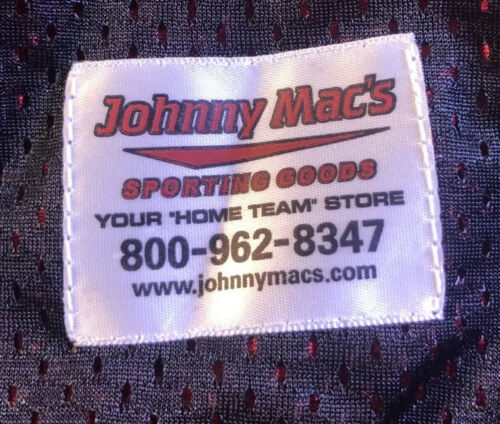 Johnny Mac's
SPORTING GOODS
YOUR "HOME TEAM" STORE
800-962-8347
www.johnnymacs.com